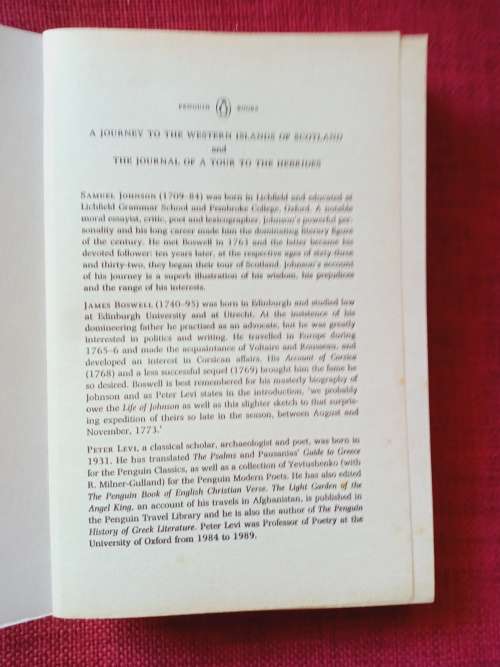 PENGUIN BOOKS
A JOURNEY TO THE WESTERN ISLANDS OF SCOTLAND
and
THE JOURNAL OF A TOUR TO THE HEBRIDES
SAMUEL JOHNSON (1709–84) was born in Lichfield and educated at
Lichfield Grammar School and Pembroke College, Oxford. A notable
moral essayist, critic, poet and lexicographer, Johnson's powerful per-
sonality and his long career made him the dominating literary figure
of the century. He met Boswell in 1763 and the latter became his
devoted follower: ten years later, at the respective ages of sixty-three
and thirty-two, they began their tour of Scotland. Johnson's account
of his journey is a superb illustration of his wisdom, his prejudices
and the range of his interests.
JAMES BOSWELL (1740–95) was born in Edinburgh and studied law
at Edinburgh University and at Utrecht. At the insistence of his
domineering father he practised as an advocate, but he was greatly
interested in politics and writing. He travelled in Europe during
1765–6 and made the acquaintance of Voltaire and Rousseau, and
developed an interest in Corsican affairs. His Account of Corsica
(1768) and a less successful sequel (1769) brought him the fame he
so desired. Boswell is best remembered for his masterly biography of
Johnson and as Peter Levi states in the introduction, 'we probably
owe the Life of Johnson as well as this slighter sketch to that surpris-
ing expedition of theirs so late in the season, between August and
November, 1773.'
PETER LEVI, a classical scholar, archaeologist and poet, was born in
1931. He has translated The Psalms and Pausanias' Guide to Greece
for the Penguin Classics, as well as a collection of Yevtushenko (with
R. Milner-Gulland) for the Penguin Modern Poets. He has also edited
The Penguin Book of English Christian Verse. The Light Garden of the
Angel King, an account of his travels in Afghanistan, is published in
the Penguin Travel Library and he is also the author of The Penguin
History of Greek Literature. Peter Levi was Professor of Poetry at the
University of Oxford from 1984 to 1989.